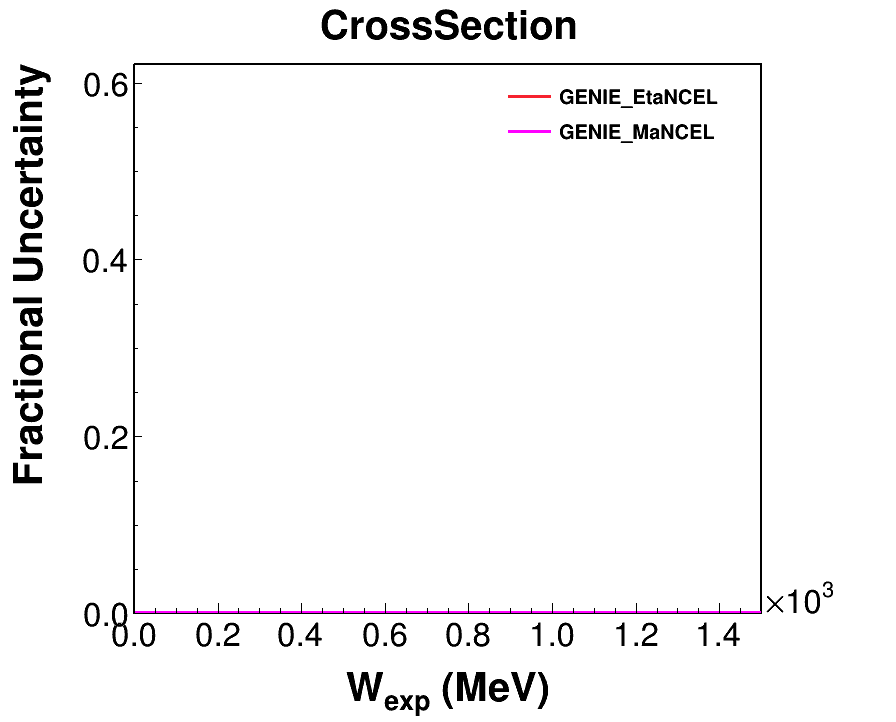 CrossSection
Fractional Uncertainty
0.6
0.4
0.2
0.0
GENIE_EtaNCEL
GENIE_MaNCEL
0.0 0.2 0.4 0.6 0.8 1.0 1.2 1.4
×10³
W_exp (MeV)